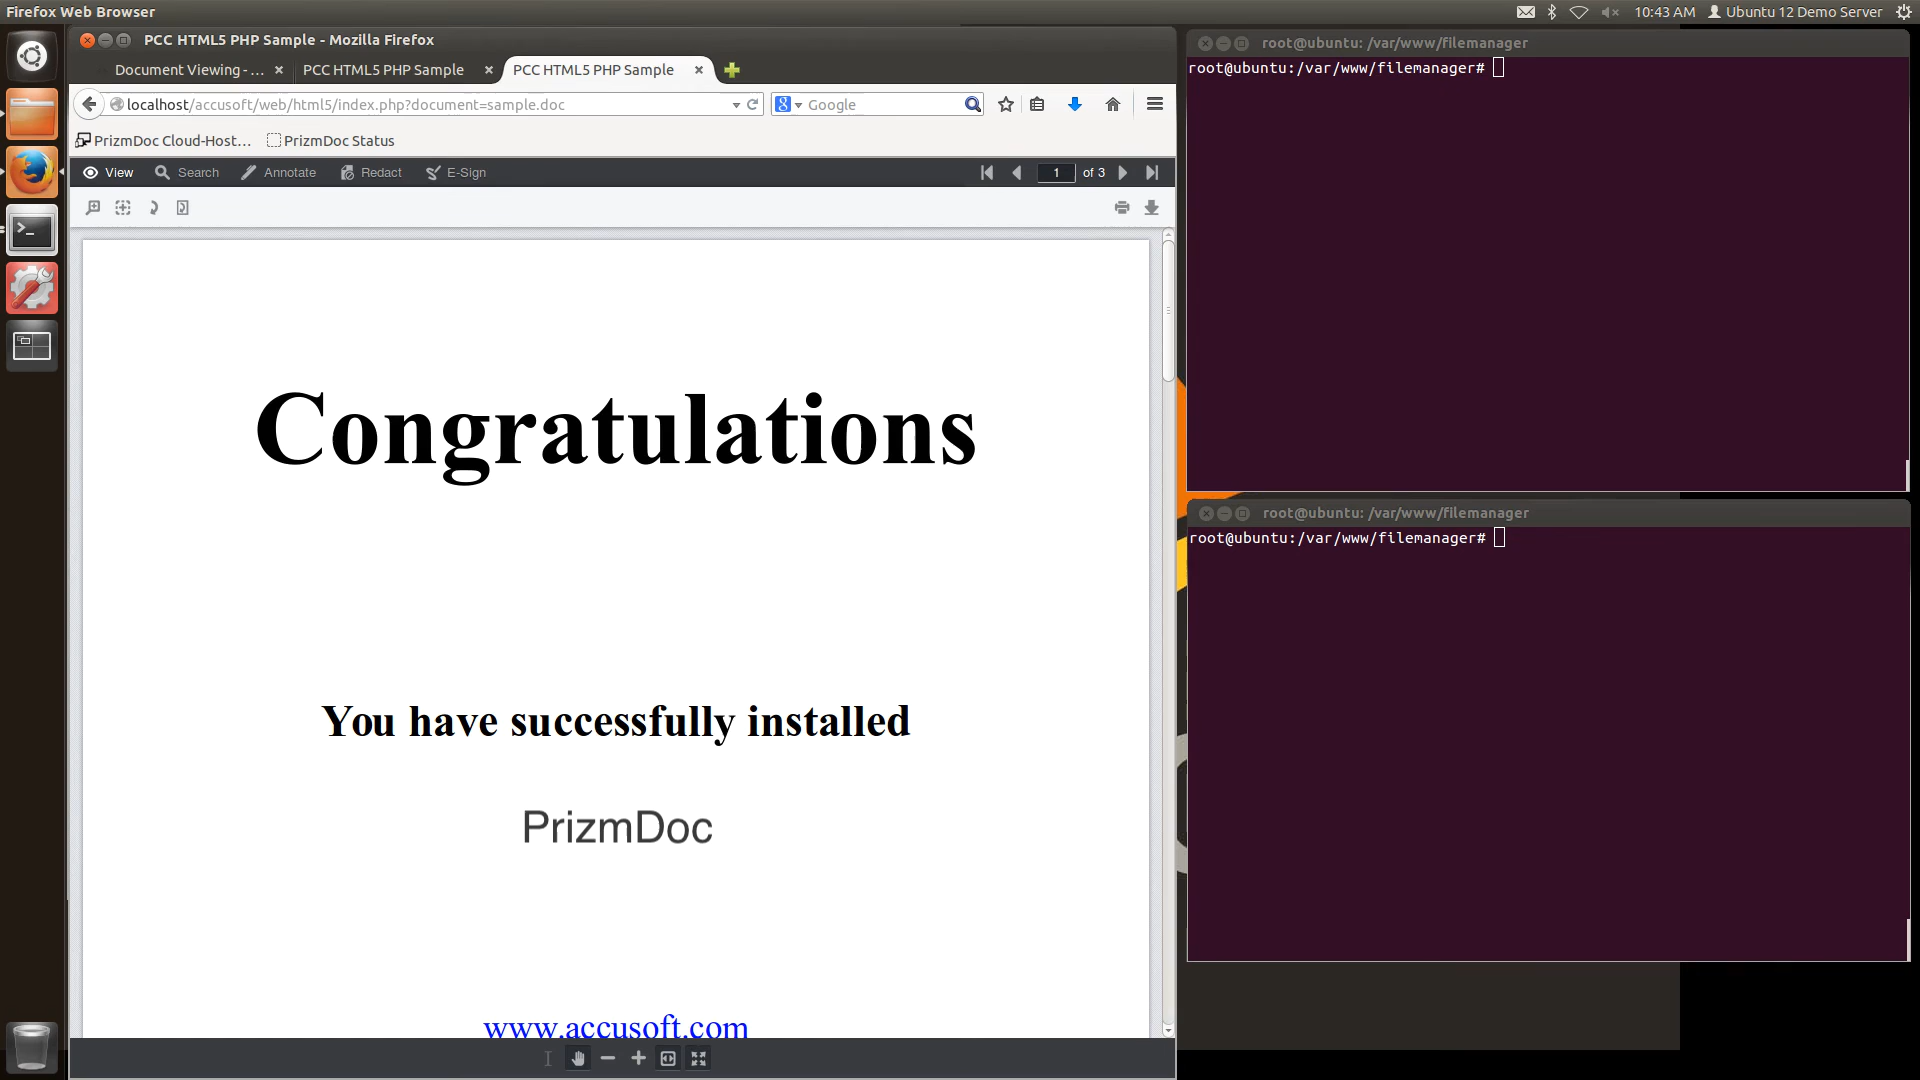 Firefox Web Browser
10:43 AM
Ubuntu 12 Demo Server
PCC HTML5 PHP Sample - Mozilla Firefox
Document Viewing - ...
PCC HTML5 PHP Sample
PCC HTML5 PHP Sample
localhost/accusoft/web/html5/index.php?document=sample.doc
Google
PrizmDoc Cloud-Host...
PrizmDoc Status
View
Search
Annotate
Redact
E-Sign
1 of 3
Congratulations
You have successfully installed
PrizmDoc
www.accusoft.com
root@ubuntu: /var/www/filemanager
root@ubuntu:/var/www/filemanager#
root@ubuntu: /var/www/filemanager
root@ubuntu:/var/www/filemanager#